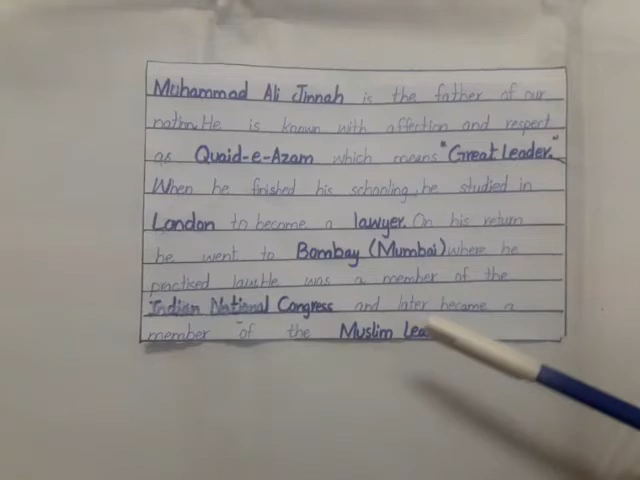 Muhammad Ali Jinnah is the father of our
nation. He is known with affection and respect
as Quaid-e-Azam which means "Great Leader."
When he finished his schooling, he studied in
London to become a lawyer. On his return
he went to Bombay (Mumbai) where he
practised law. He was a member of the
Indian National Congress and later became a
member of the Muslim